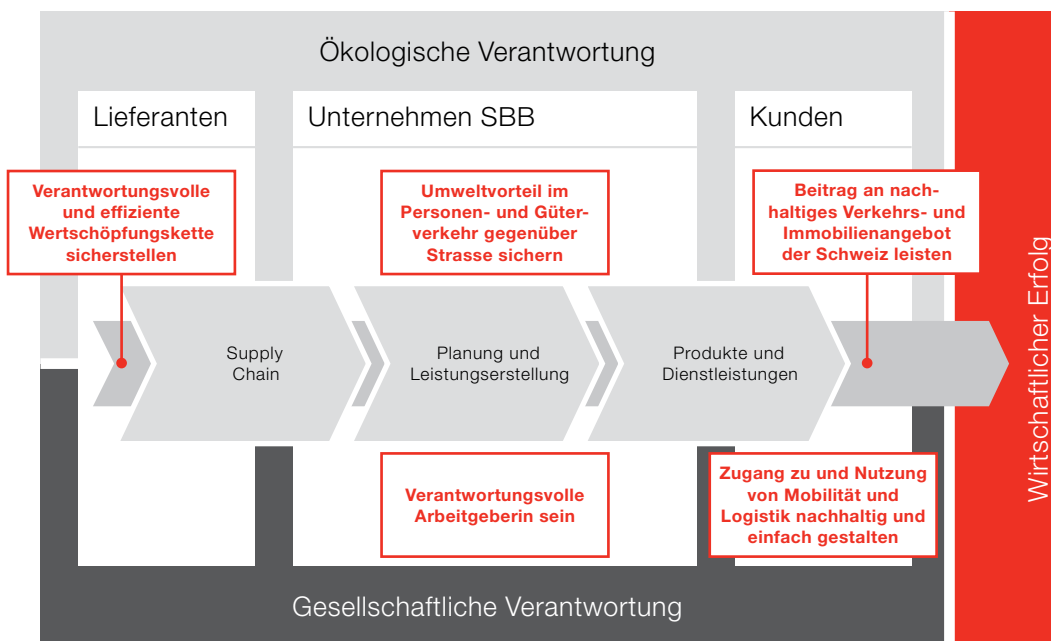 Ökologische Verantwortung
Lieferanten
Unternehmen SBB
Kunden
Verantwortungsvolle
und effiziente
Wertschöpfungskette
sicherstellen
Umweltvorteil im
Personen- und Güter-
verkehr gegenüber
Strasse sichern
Beitrag an nach-
haltiges Verkehrs- und
Immobilienangebot
der Schweiz leisten
Supply
Chain
Planung und
Leistungserstellung
Produkte und
Dienstleistungen
Verantwortungsvolle
Arbeitgeberin sein
Zugang zu und Nutzung
von Mobilität und
Logistik nachhaltig und
einfach gestalten
Gesellschaftliche Verantwortung
Wirtschaftlicher Erfolg